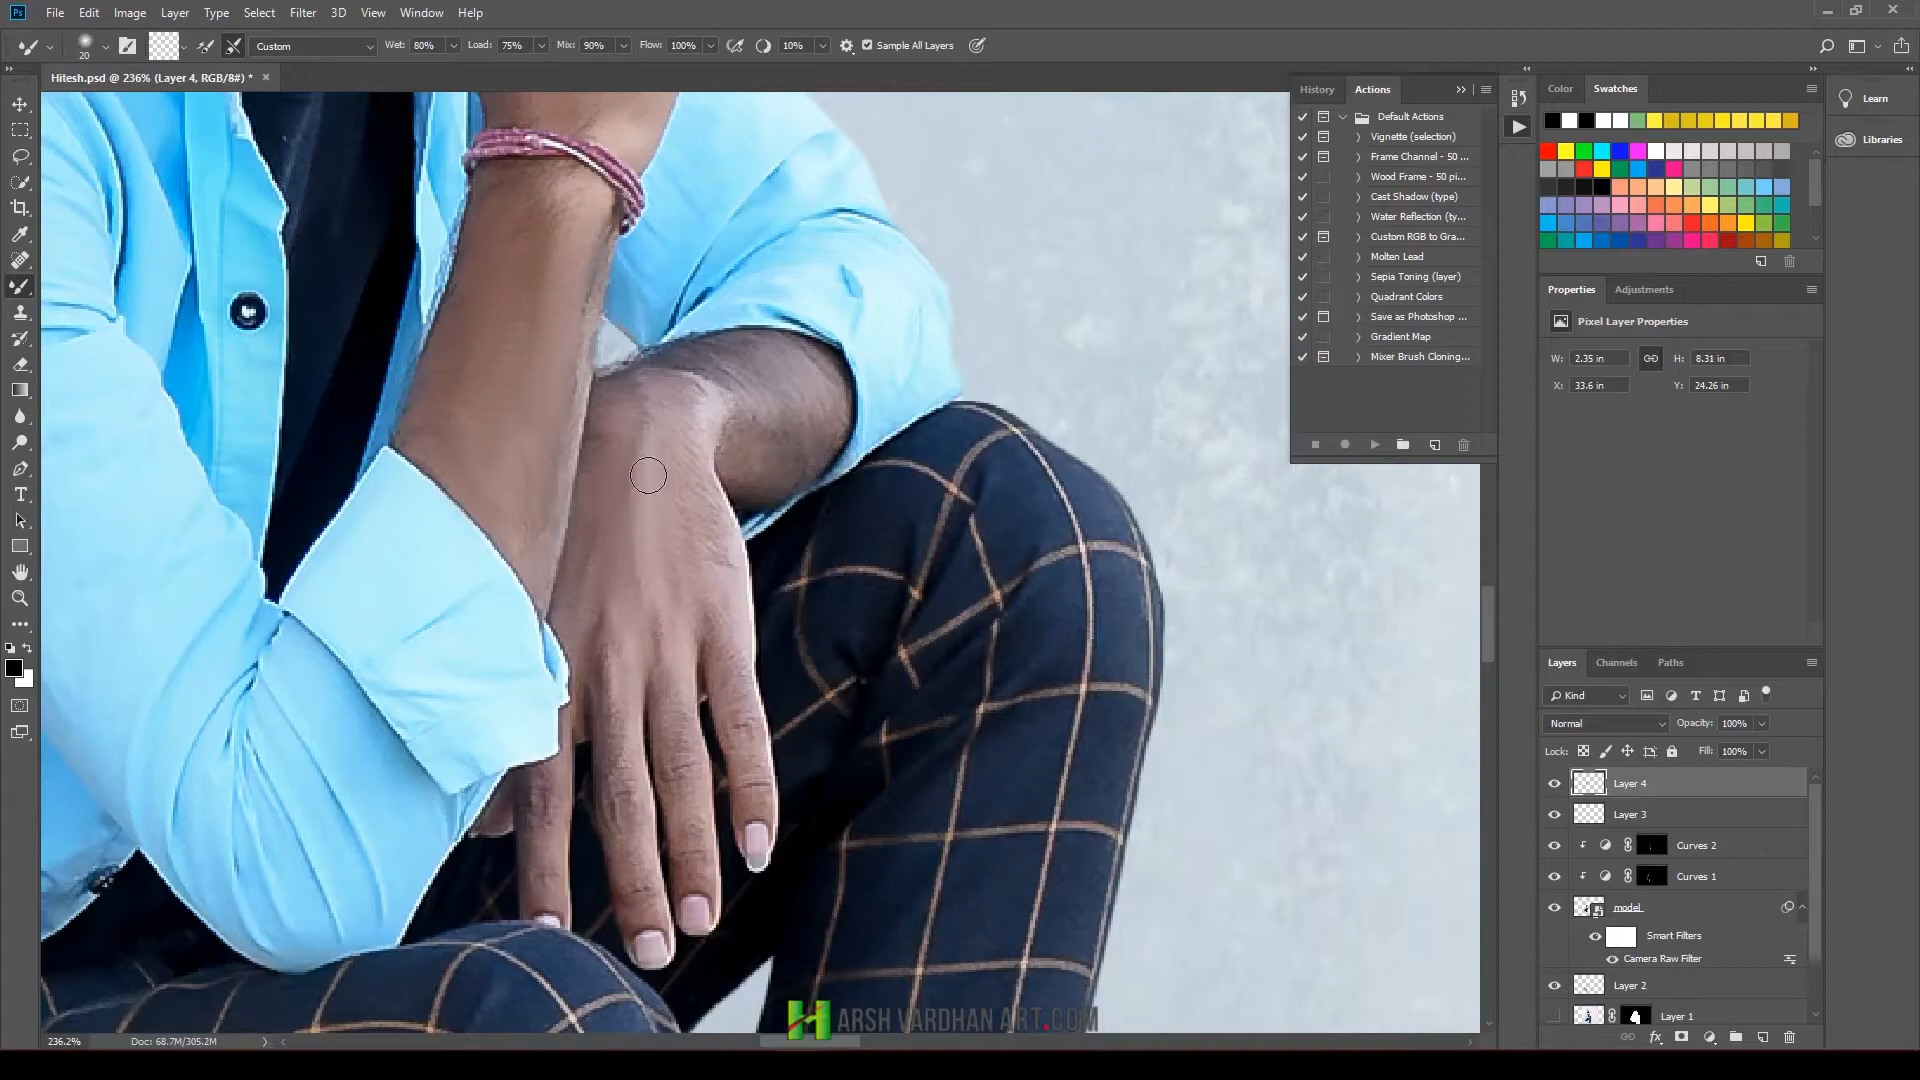 Ps File Edit Image Layer Type Select Filter 3D View Window Help
20 Custom Wet: 80% Load: 75% Mix: 90% Flow: 100% 10% Sample All Layers
Hitesh.psd @ 236% (Layer 4, RGB/8#) * ×
History Actions
Default Actions
Vignette (selection)
Frame Channel - 50 ...
Wood Frame - 50 pi...
Cast Shadow (type)
Water Reflection (ty...
Custom RGB to Gra...
Molten Lead
Sepia Toning (layer)
Quadrant Colors
Save as Photoshop ...
Gradient Map
Mixer Brush Cloning...
Color Swatches
Learn
Libraries
Properties Adjustments
Pixel Layer Properties
W: 2.35 in H: 8.31 in
X: 33.6 in Y: 24.26 in
Layers Channels Paths
Kind
Normal Opacity: 100%
Lock: Fill: 100%
Layer 4
Layer 3
Curves 2
Curves 1
model
Smart Filters
Camera Raw Filter
Layer 2
Layer 1
HARSH VARDHAN ART.COM
236.2% Doc: 68.7M/305.2M